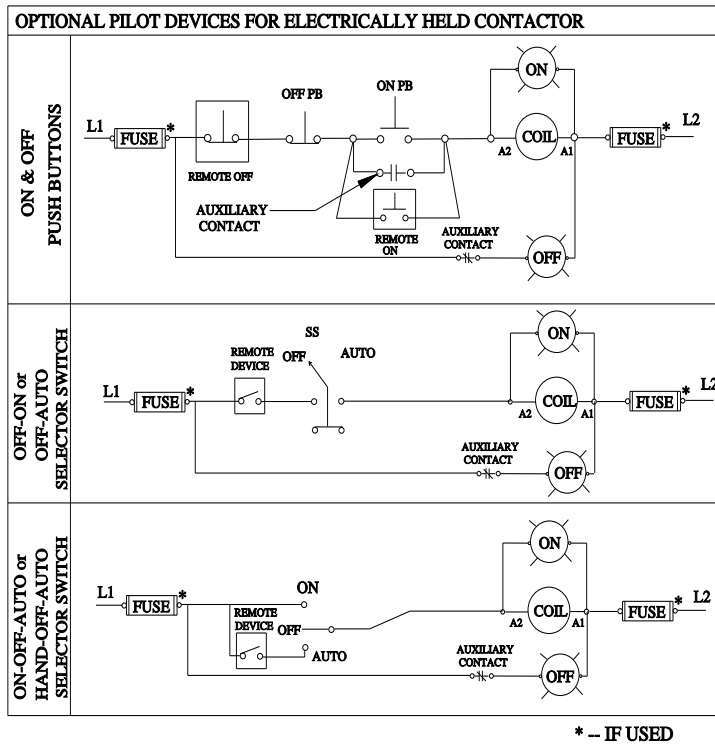 OPTIONAL PILOT DEVICES FOR ELECTRICALLY HELD CONTACTOR
ON & OFF
PUSH BUTTONS
ON
OFF PB
ON PB
L1
FUSE
*
COIL
A2
A1
FUSE
*
L2
REMOTE OFF
AUXILIARY
CONTACT
REMOTE
ON
AUXILIARY
CONTACT
OFF
OFF-ON or
OFF-AUTO
SELECTOR SWITCH
SS
REMOTE
DEVICE
OFF
AUTO
ON
L1
FUSE
*
COIL
A2
A1
FUSE
*
L2
AUXILIARY
CONTACT
OFF
ON-OFF-AUTO or
HAND-OFF-AUTO
SELECTOR SWITCH
ON
L1
FUSE
*
ON
REMOTE
DEVICE
OFF
AUTO
COIL
A2
A1
FUSE
*
L2
AUXILIARY
CONTACT
OFF
* -- IF USED